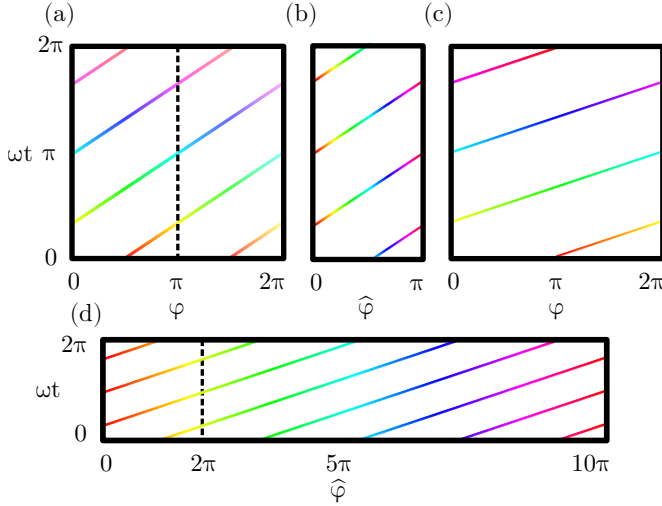 (a) (b) (c)
2π
ωt π
0
0 π 2π 0 π 0 π 2π
φ φ̂ φ
(d)
2π
ωt
0
0 2π 5π 10π
φ̂